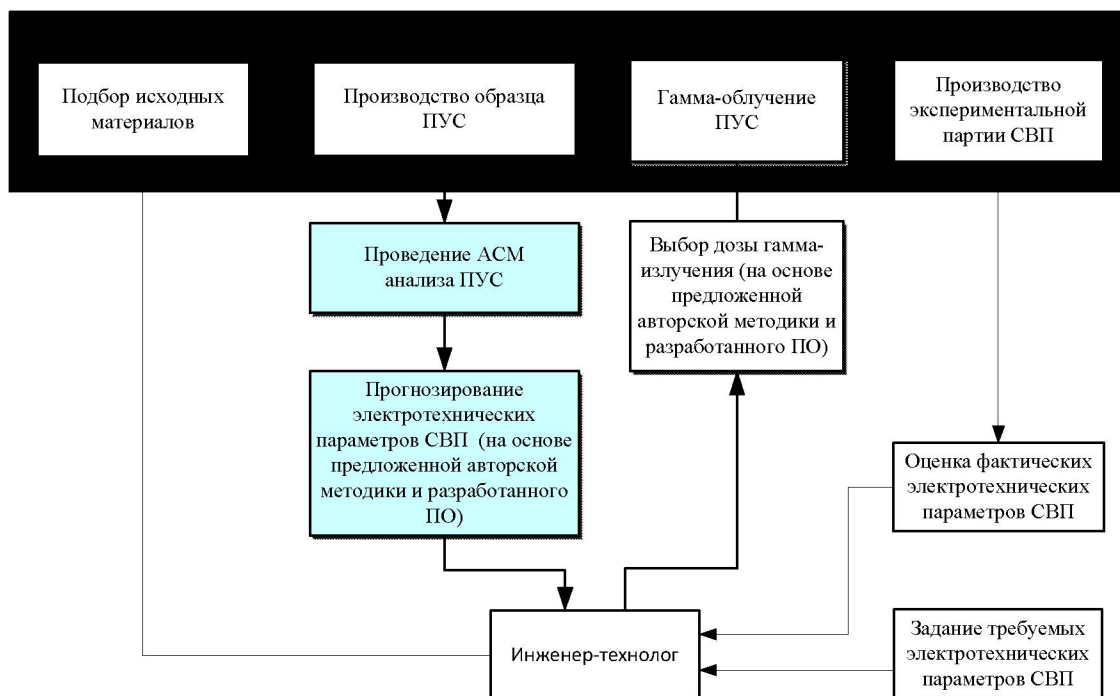 Подбор исходных
материалов
Производство образца
ПУС
Гамма-облучение
ПУС
Производство
экспериментальной
партии СВП
Проведение АСМ
анализа ПУС
Выбор дозы гамма-
излучения (на основе
предложенной
авторской методики и
разработанного ПО)
Прогнозирование
электротехнических
параметров СВП (на основе
предложенной авторской
методики и разработанного
ПО)
Оценка фактических
электротехнических
параметров СВП
Инженер-технолог
Задание требуемых
электротехнических
параметров СВП